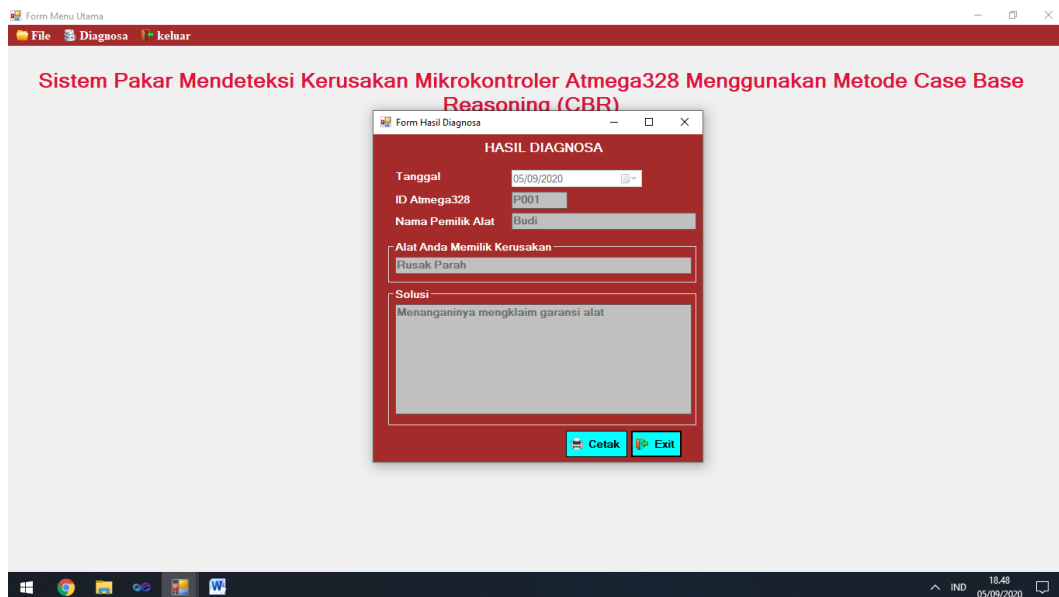 Form Menu Utama
File Diagnosa keluar
Sistem Pakar Mendeteksi Kerusakan Mikrokontroler Atmega328 Menggunakan Metode Case Base
Reasoning (CBR)
Form Hasil Diagnosa
HASIL DIAGNOSA
Tanggal 05/09/2020
ID Atmega328 P001
Nama Pemilik Alat Budi
Alat Anda Memilik Kerusakan
Rusak Parah
Solusi
Menanganinya mengklaim garansi alat
Cetak Exit
IND 18.48
05/09/2020